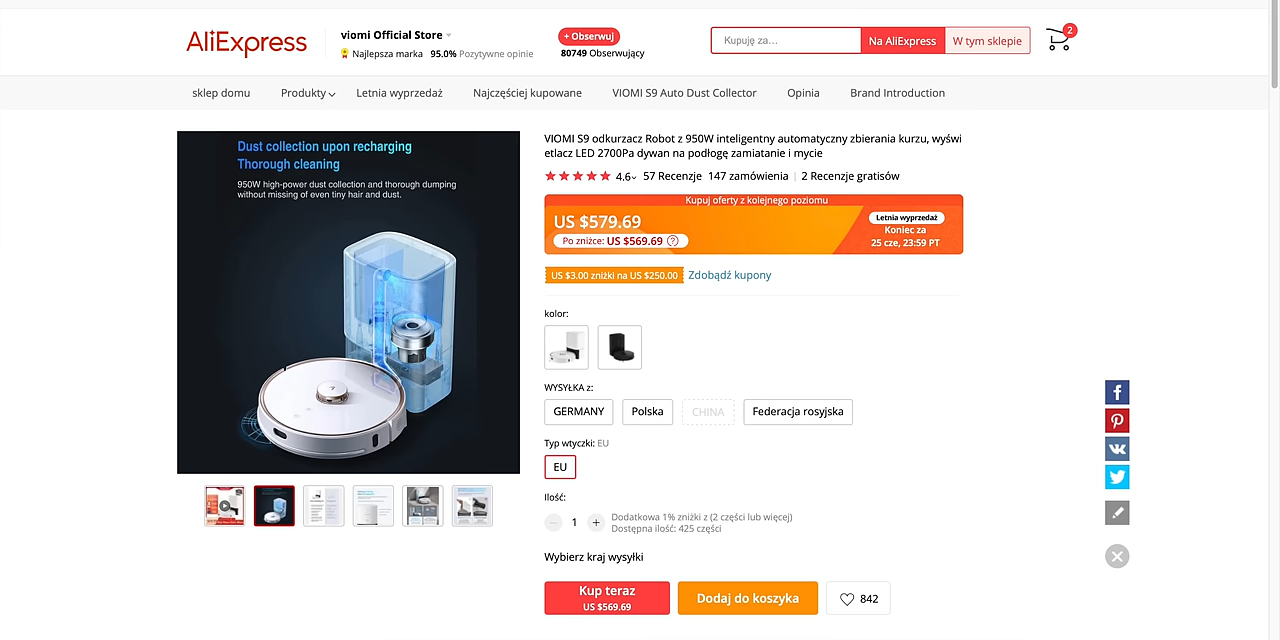 AliExpress
viomi Official Store
Najlepsza marka 95.0% Pozytywne opinie
+ Obserwuj
80749 Obserwujący
Kupuję za...
Na AliExpress
W tym sklepie
2
sklep domu
Produkty
Letnia wyprzedaż
Najczęściej kupowane
VIOMI S9 Auto Dust Collector
Opinia
Brand Introduction
Dust collection upon recharging
Thorough cleaning
950W high-power dust collection and thorough dumping
without missing of even tiny hair and dust.
VIOMI S9 odkurzacz Robot z 950W inteligentny automatyczny zbierania kurzu, wyświ
etlacz LED 2700Pa dywan na podłogę zamiatanie i mycie
4.6 57 Recenzje 147 zamówienia | 2 Recenzje gratisów
Kupuj oferty z kolejnego poziomu
US $579.69
Po zniżce: US $569.69 ?
Letnia wyprzedaż
Koniec za
25 cze, 23:59 PT
US $3.00 zniżki na US $250.00
Zdobądź kupony
kolor:
WYSYŁKA z:
GERMANY
Polska
CHINA
Federacja rosyjska
Typ wtyczki: EU
EU
Ilość:
− 1 +
Dodatkowa 1% zniżki z (2 części lub więcej)
Dostępna ilość: 425 części
Wybierz kraj wysyłki
Kup teraz
US $569.69
Dodaj do koszyka
842